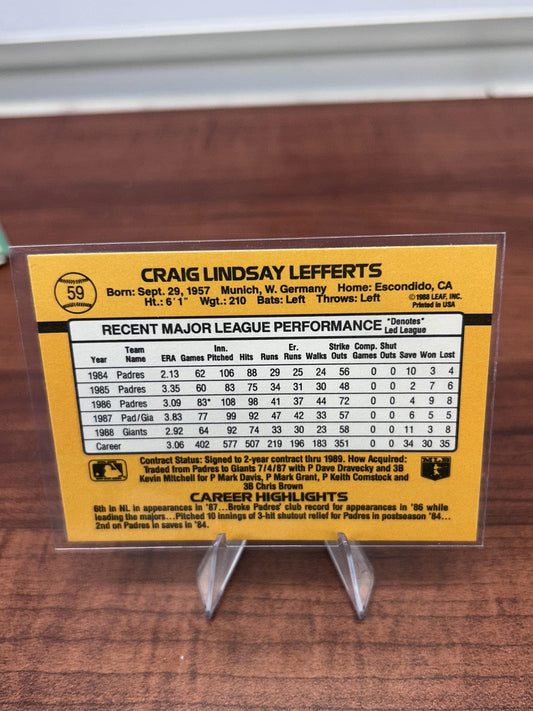 CRAIG LINDSAY LEFFERTS
59
Born: Sept. 29, 1957 Munich, W. Germany Home: Escondido, CA
Ht.: 6'1" Wgt.: 210 Bats: Left Throws: Left
©1988 LEAF, INC.
Printed in USA
RECENT MAJOR LEAGUE PERFORMANCE *Denotes" Led League
Year Team Name ERA Games Inn. Pitched Hits Runs Er. Runs Walks Strike Outs Comp. Games Shut Outs Save Won Lost
1984 Padres 2.13 62 106 88 29 25 24 56 0 0 10 3 4
1985 Padres 3.35 60 83 75 34 31 30 48 0 0 2 7 6
1986 Padres 3.09 83* 108 98 41 37 44 72 0 0 4 9 8
1987 Pad/Gia 3.83 77 99 92 47 42 33 57 0 0 6 5 5
1988 Giants 2.92 64 92 74 33 30 23 58 0 0 11 3 8
Career 3.06 402 577 507 219 196 183 351 0 0 34 30 35
Contract Status: Signed to 2-year contract thru 1989. How Acquired:
Traded from Padres to Giants 7/4/87 with P Dave Dravecky and 3B
Kevin Mitchell for P Mark Davis, P Mark Grant, P Keith Comstock and
3B Chris Brown
MLB
CAREER HIGHLIGHTS
6th in NL in appearances in '87...Broke Padres' club record for appearances in '86
while leading the majors...Pitched 10 innings of 3-hit shutout relief for Padres in postseason '84...
2nd on Padres in saves in '84.